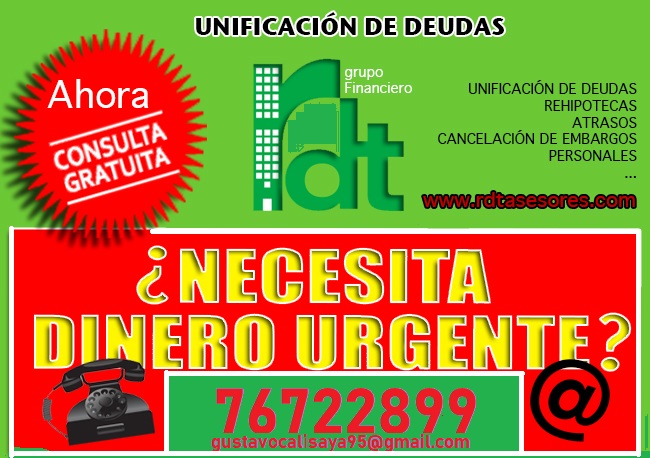 UNIFICACIÓN DE DEUDAS
Ahora
CONSULTA
GRATUITA
grupo
Financiero
rdt
UNIFICACIÓN DE DEUDAS
REHIPOTECAS
ATRASOS
CANCELACIÓN DE EMBARGOS
PERSONALES
...
www.rdtasesores.com
¿NECESITA
DINERO URGENTE?
76722899
@
gustavocalisaya95@gmail.com